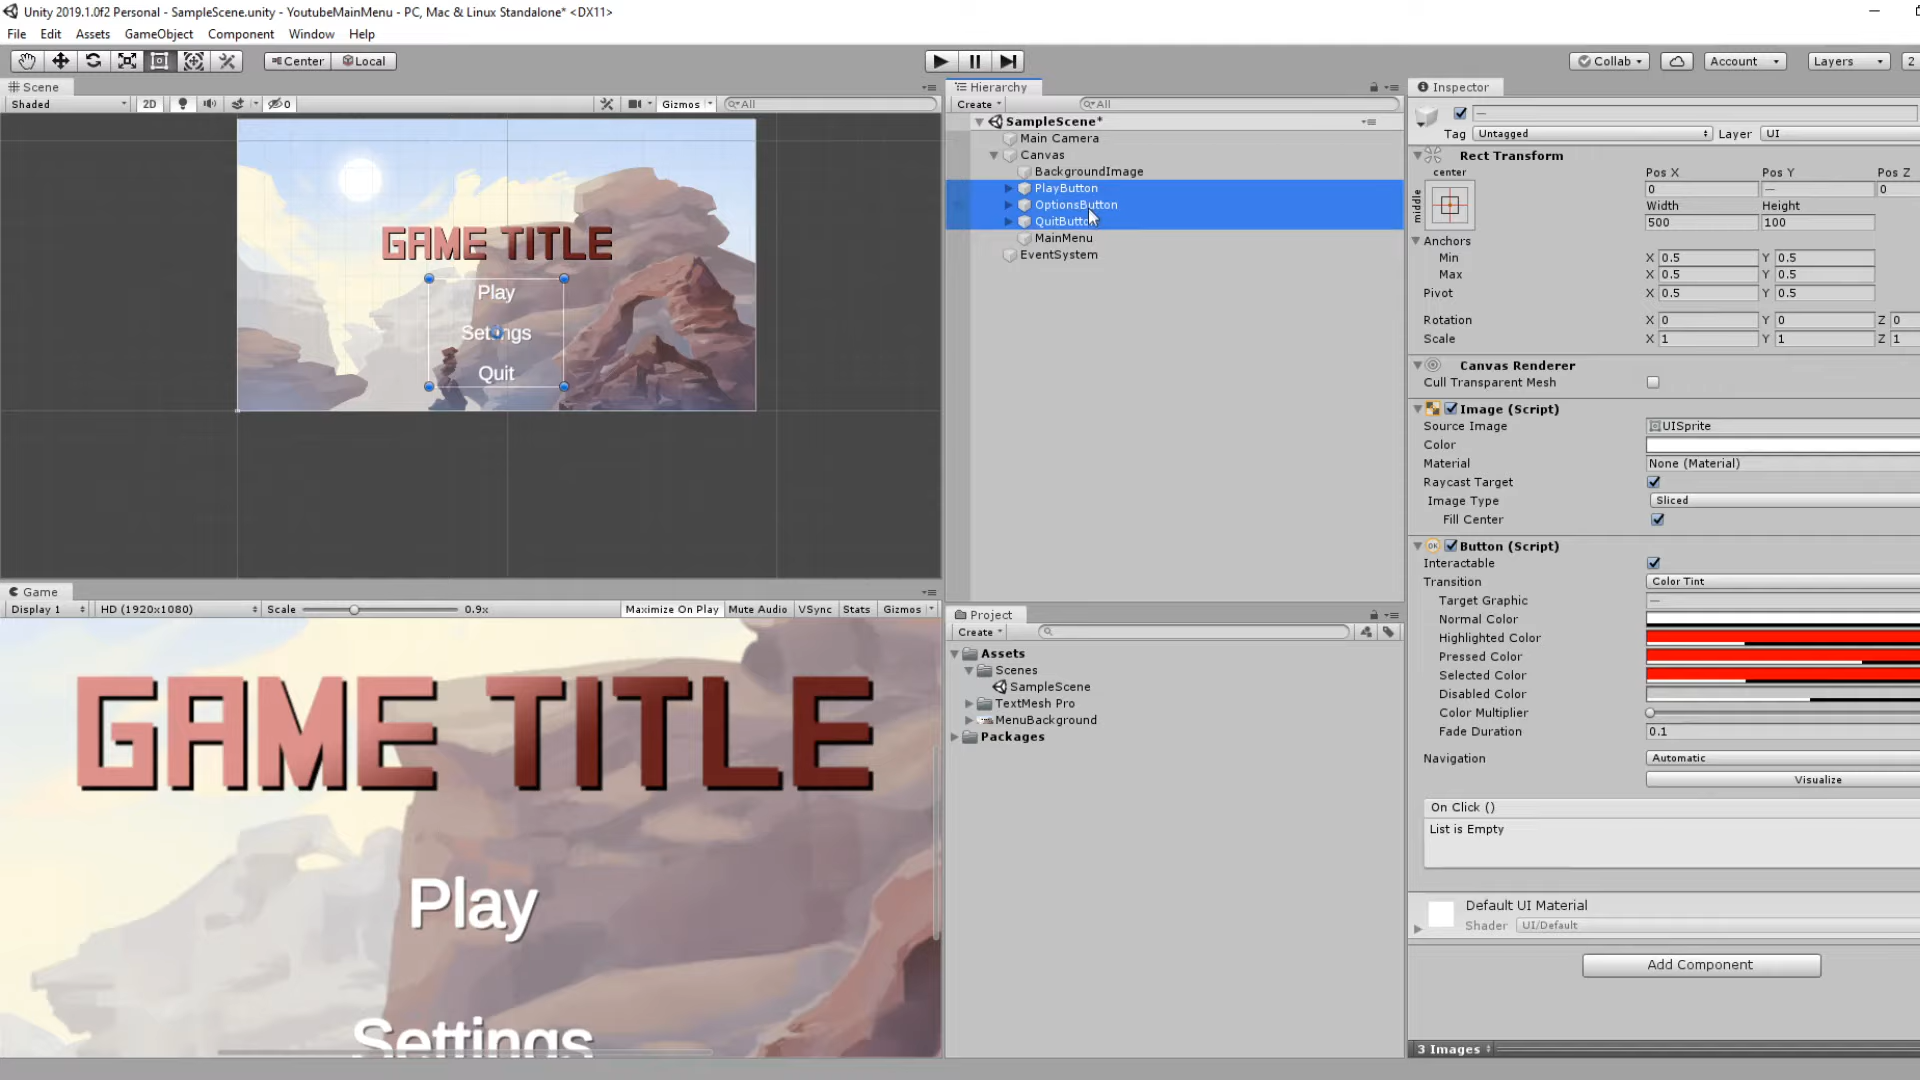 Unity 2019.1.0f2 Personal - SampleScene.unity - YoutubeMainMenu - PC, Mac & Linux Standalone* <DX11>
File Edit Assets GameObject Component Window Help
Center Local
Collab Account Layers 2
Scene
Shaded 2D 0 Gizmos All
GAME TITLE
Play
Settings
Quit
Hierarchy
Create All
SampleScene*
Main Camera
Canvas
BackgroundImage
PlayButton
OptionsButton
QuitButton
MainMenu
EventSystem
Inspector
—
Tag Untagged Layer UI
Rect Transform
center Pos X Pos Y Pos Z
middle 0 — 0
Width Height
500 100
Anchors
Min X 0.5 Y 0.5
Max X 0.5 Y 0.5
Pivot X 0.5 Y 0.5
Rotation X 0 Y 0 Z 0
Scale X 1 Y 1 Z 1
Canvas Renderer
Cull Transparent Mesh
Image (Script)
Source Image UISprite
Color
Material None (Material)
Raycast Target
Image Type Sliced
Fill Center
OK Button (Script)
Interactable
Transition Color Tint
Target Graphic —
Normal Color
Highlighted Color
Pressed Color
Selected Color
Disabled Color
Color Multiplier
Fade Duration 0.1
Navigation Automatic
Visualize
On Click ()
List is Empty
Default UI Material
Shader UI/Default
Add Component
3 Images
Game
Display 1 HD (1920x1080) Scale 0.9x Maximize On Play Mute Audio VSync Stats Gizmos
GAME TITLE
Play
Settings
Project
Create
Assets
Scenes
SampleScene
TextMesh Pro
MenuBackground
Packages